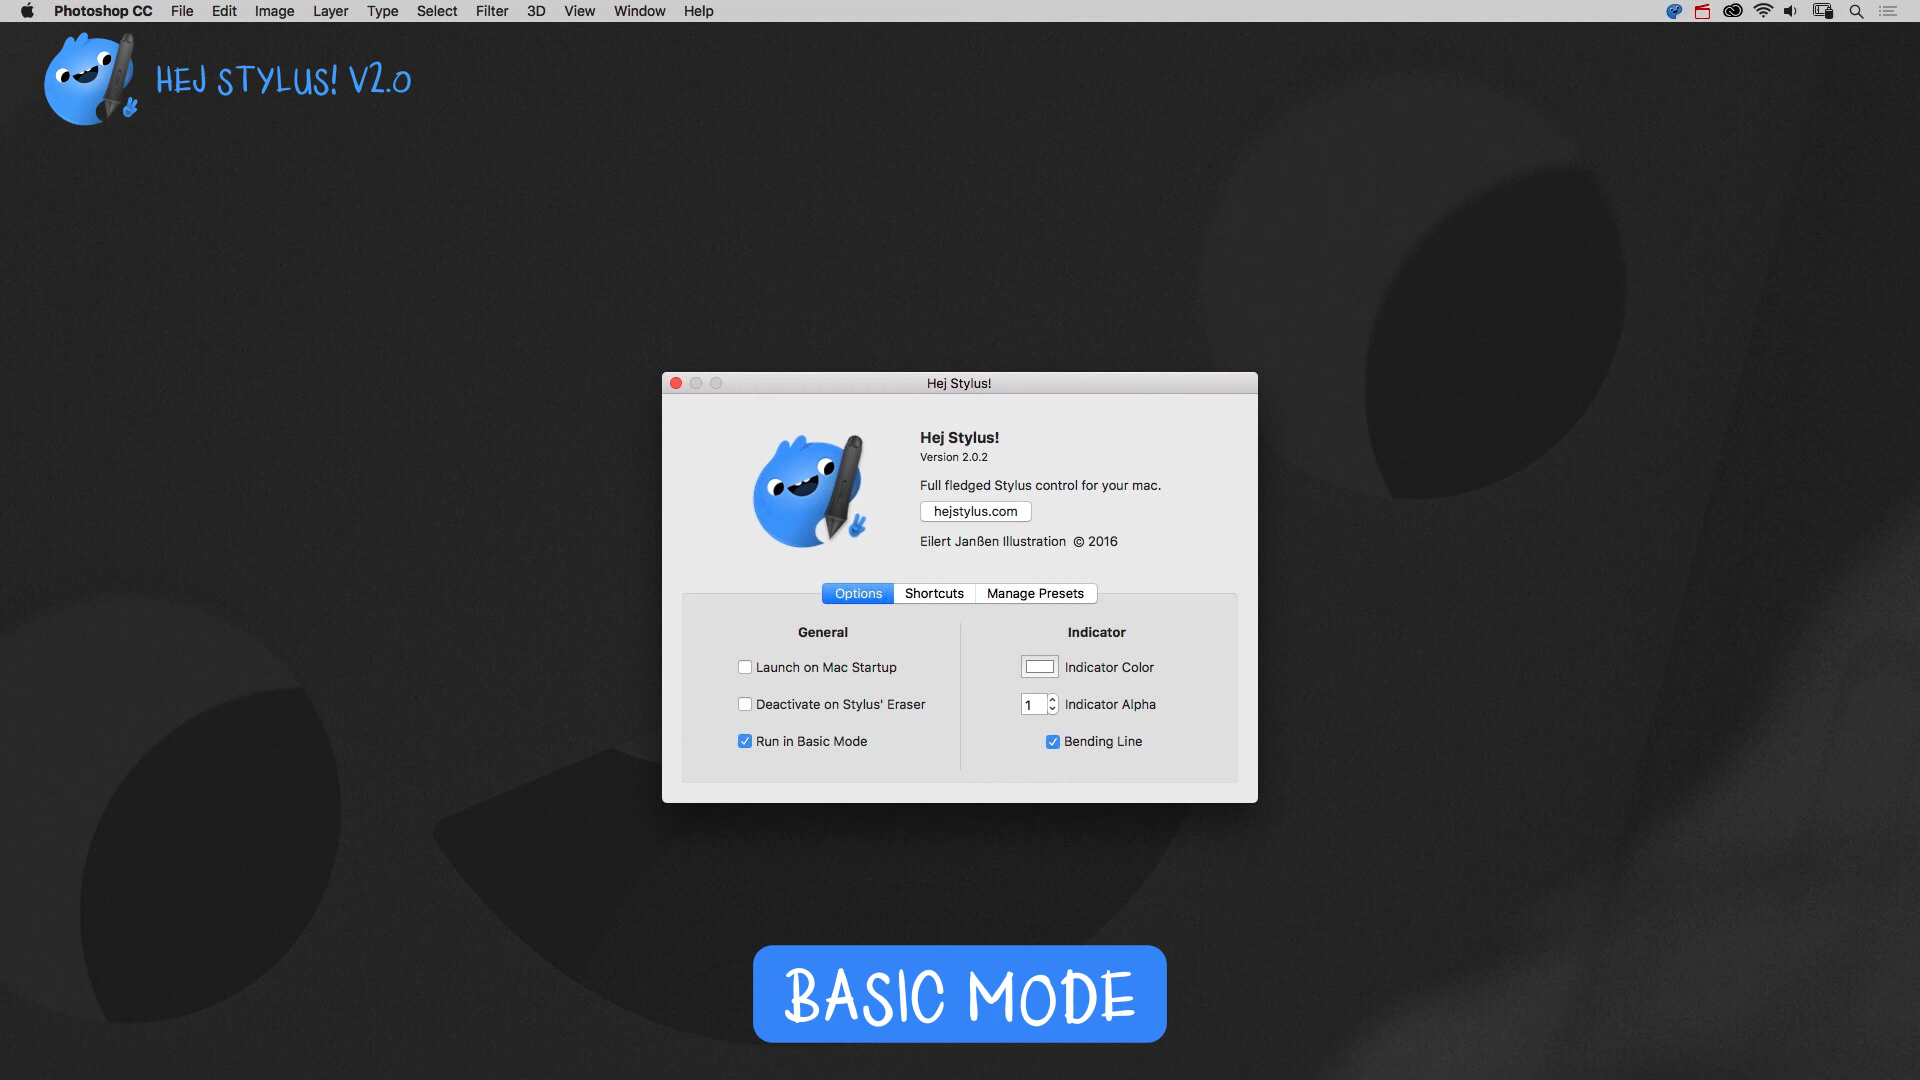 Photoshop CC File Edit Image Layer Type Select Filter 3D View Window Help
HEJ STYLUS! V2.0
Hej Stylus!
Hej Stylus!
Version 2.0.2
Full fledged Stylus control for your mac.
hejstylus.com
Eilert Janßen Illustration © 2016
Options Shortcuts Manage Presets
General
Launch on Mac Startup
Deactivate on Stylus' Eraser
Run in Basic Mode
Indicator
Indicator Color
1 Indicator Alpha
Bending Line
BASIC MODE